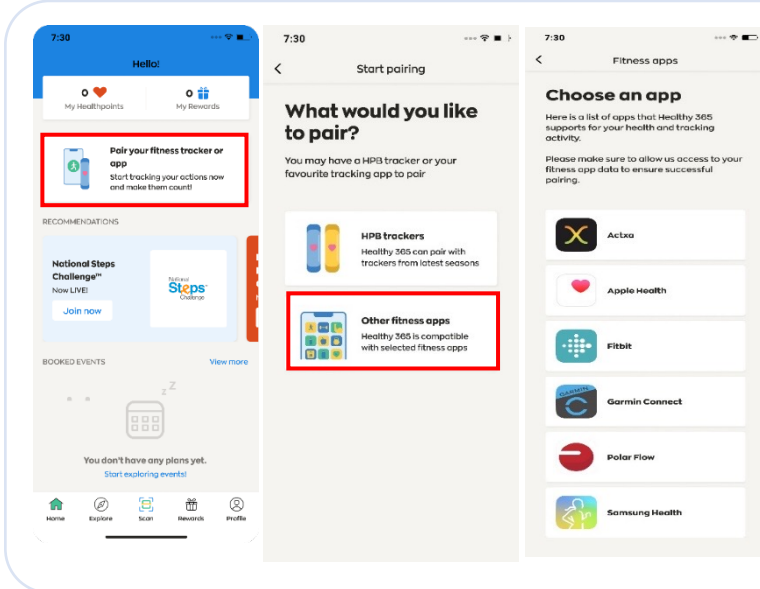 7:30
Hello!
0
My Healthpoints
0
My Rewards
Pair your fitness tracker or
app
Start tracking your actions now
and make them count!
RECOMMENDATIONS
National Steps
Challenge™
Now LIVE!
Join now
National
Steps
Challenge
BOOKED EVENTS
View more
z Z
You don't have any plans yet.
Start exploring events!
Home
Explore
Scan
Rewards
Profile
7:30
Start pairing
What would you like
to pair?
You may have a HPB tracker or your
favourite tracking app to pair
HPB trackers
Healthy 365 can pair with
trackers from latest seasons
Other fitness apps
Healthy 365 is compatible
with selected fitness apps
7:30
Fitness apps
Choose an app
Here is a list of apps that Healthy 365
supports for your health and tracking
activity.
Please make sure to allow us access to your
fitness app data to ensure successful
pairing.
Actxa
Apple Health
Fitbit
GARMIN
Garmin Connect
Polar Flow
Samsung Health